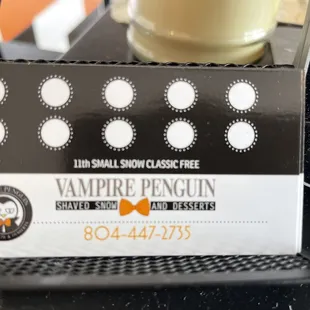 11th SMALL SNOW CLASSIC FREE
VAMPIRE PENGUIN
SHAVED SNOW AND DESSERTS
804-447-2735